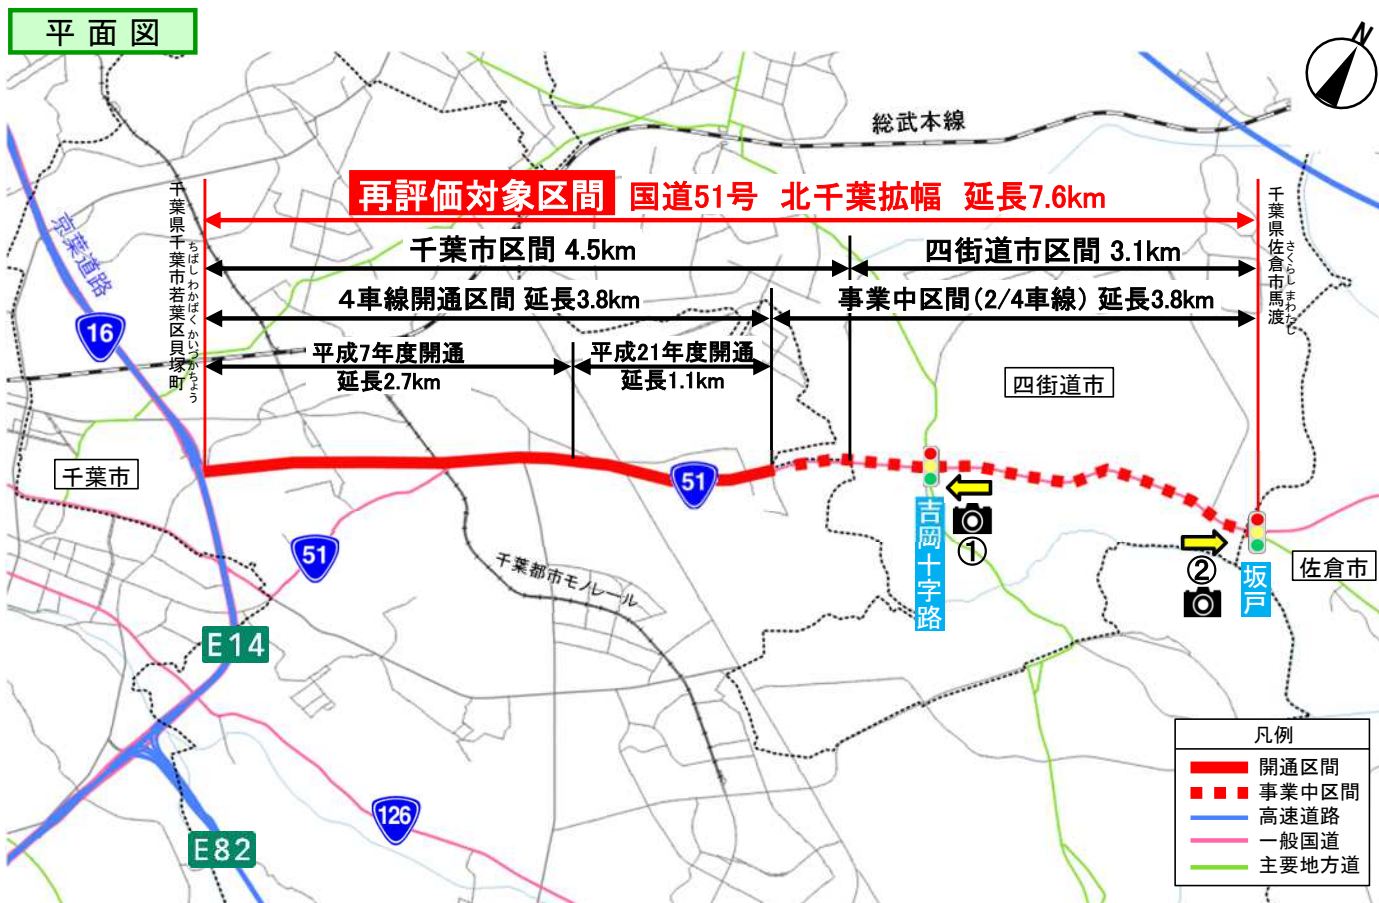 平面図
N
総武本線
再評価対象区間 国道51号 北千葉拡幅 延長7.6km
千葉市区間 4.5km
四街道市区間 3.1km
4車線開通区間 延長3.8km
事業中区間(2/4車線) 延長3.8km
平成7年度開通
延長2.7km
平成21年度開通
延長1.1km
千葉県千葉市若葉区貝塚町
ちばし わかばく かいづかちょう
千葉県佐倉市馬渡
さくらし まわたし
京葉道路
16
四街道市
千葉市
51
51
吉岡十字路
①
②
坂戸
佐倉市
千葉都市モノレール
E14
126
E82
凡例
開通区間
事業中区間
高速道路
一般国道
主要地方道